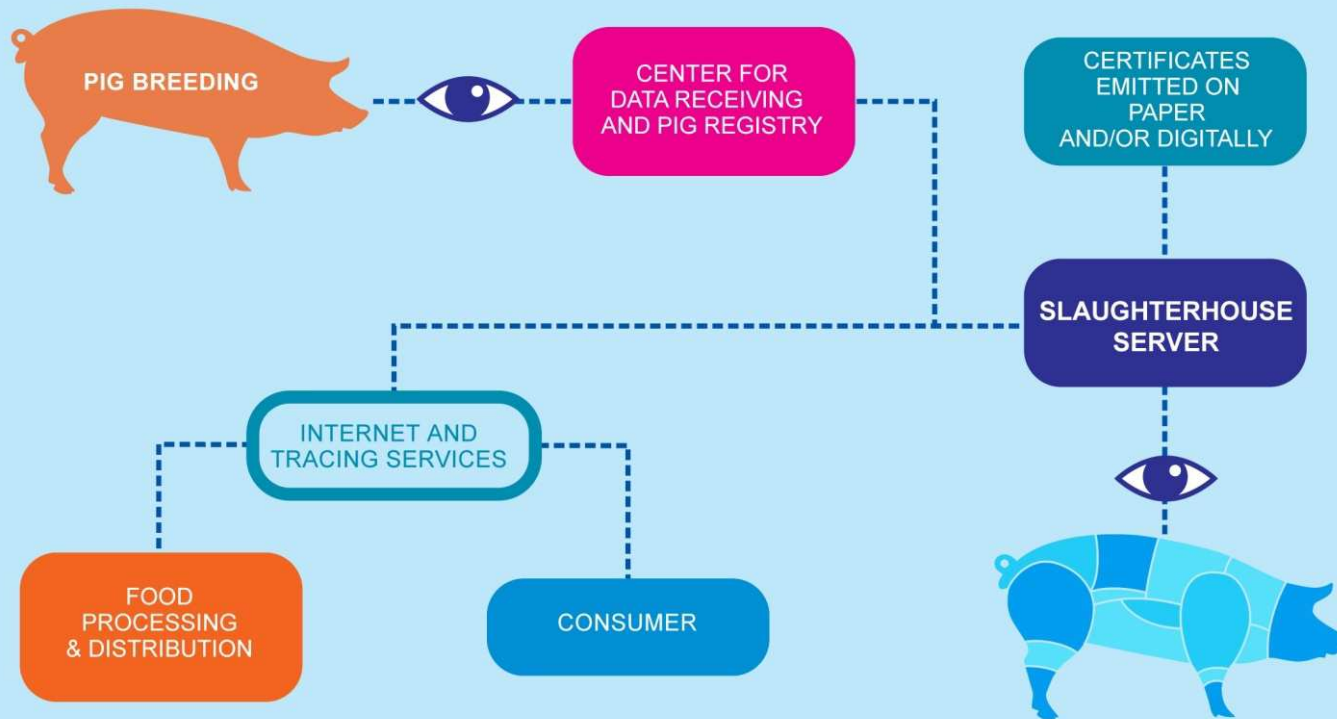 PIG BREEDING
CENTER FOR
DATA RECEIVING
AND PIG REGISTRY
CERTIFICATES
EMITTED ON
PAPER
AND/OR DIGITALLY
SLAUGHTERHOUSE
SERVER
INTERNET AND
TRACING SERVICES
FOOD
PROCESSING
& DISTRIBUTION
CONSUMER